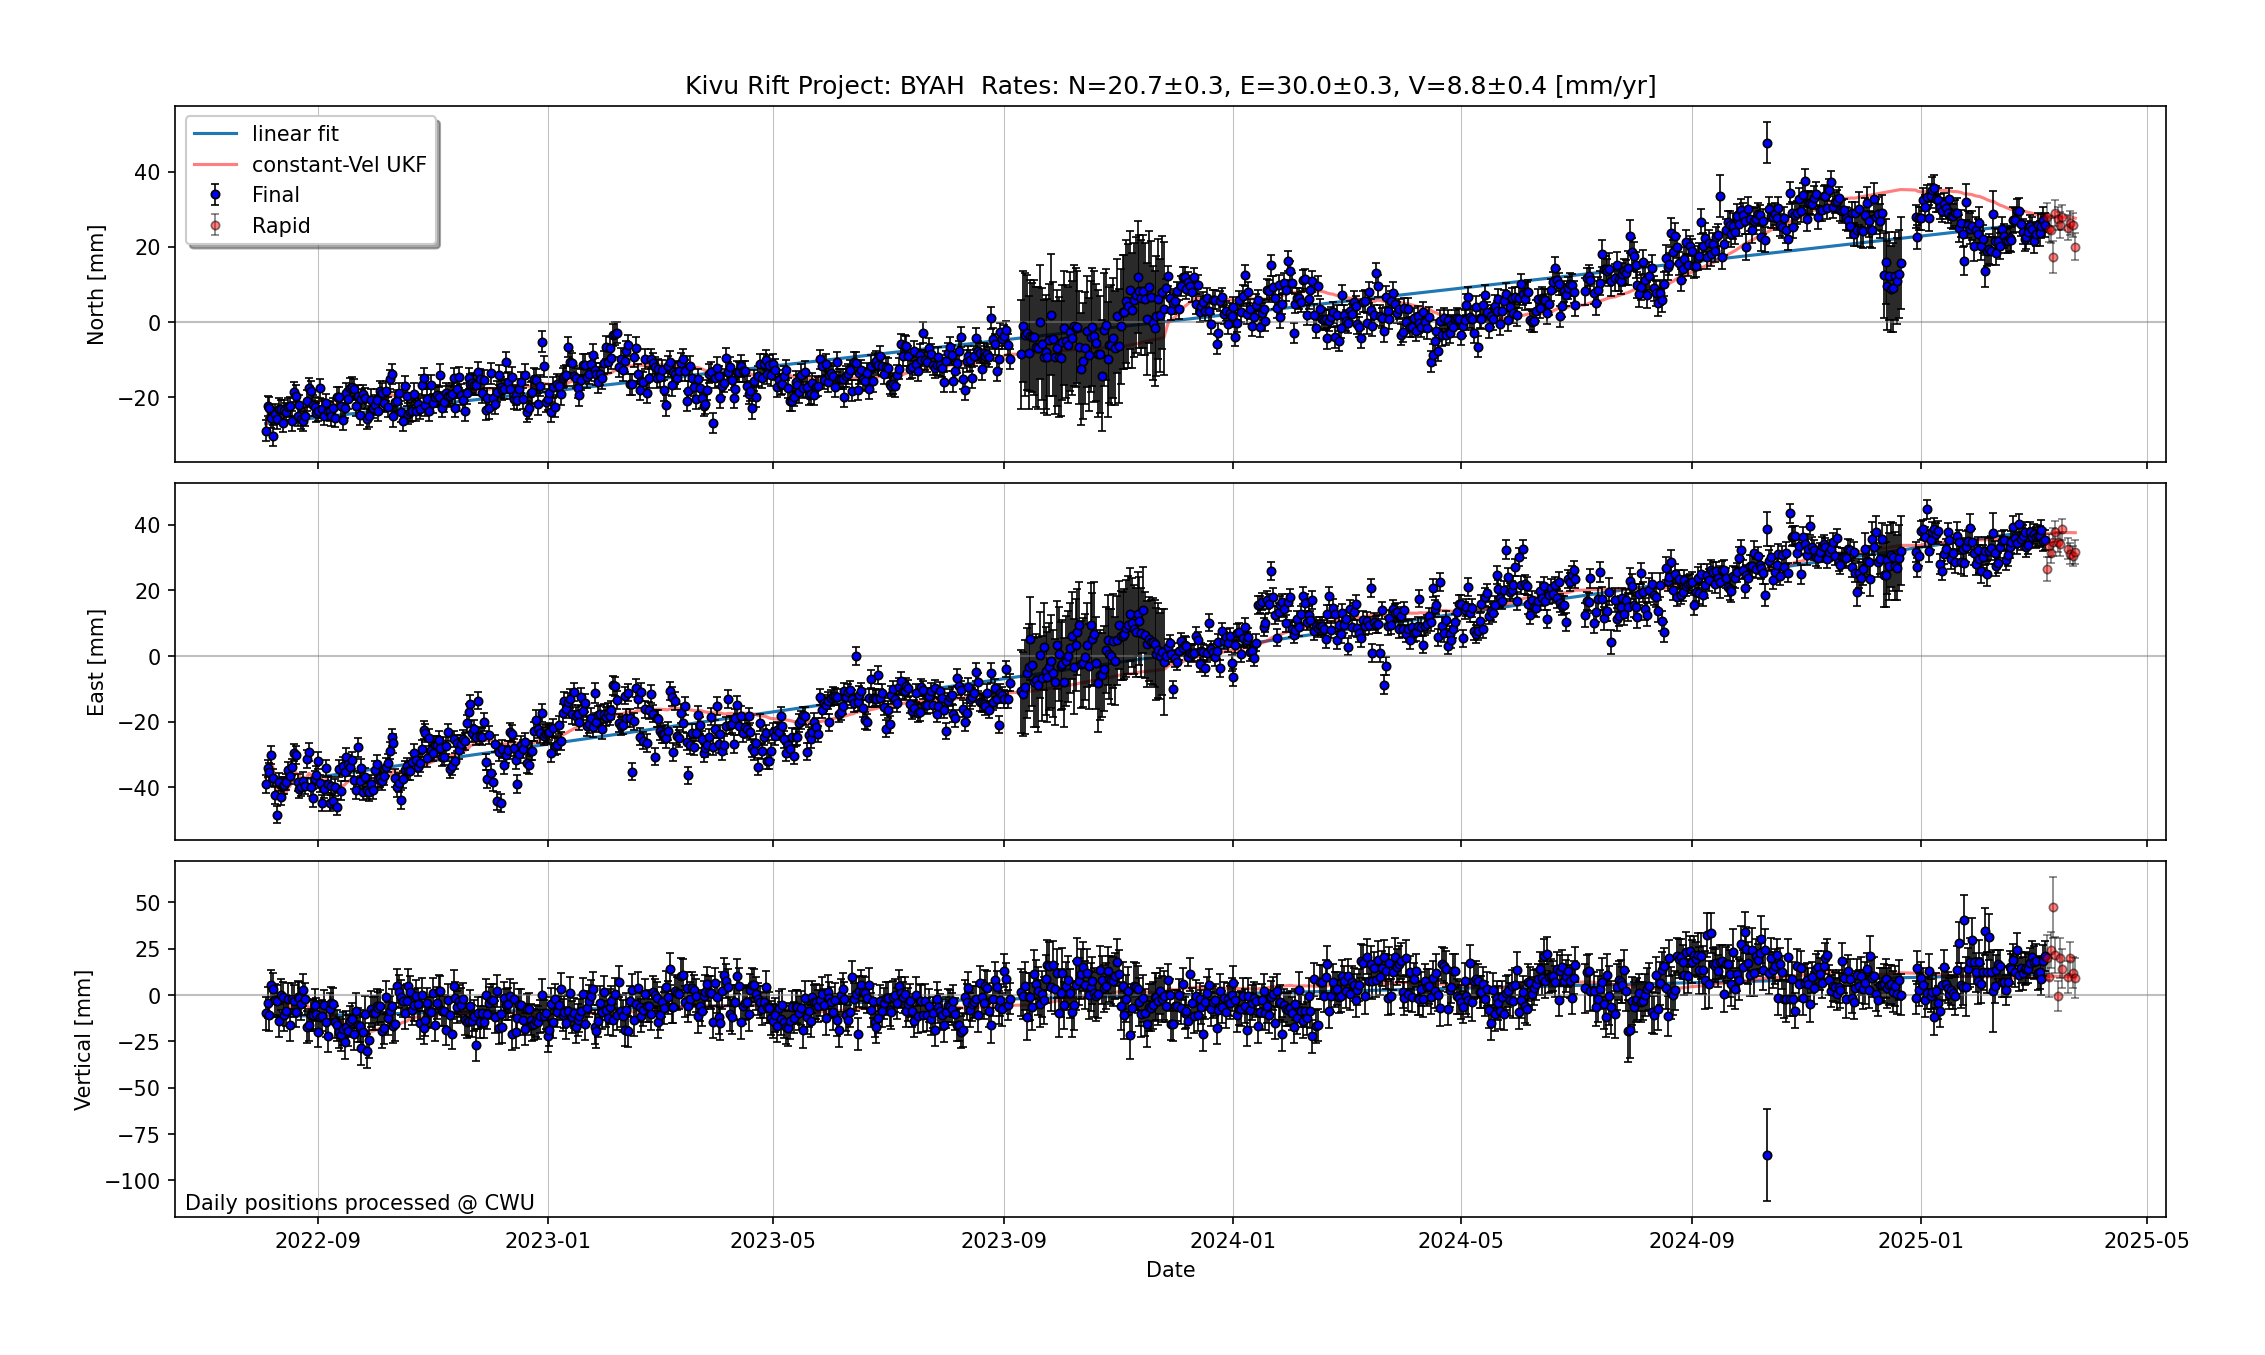 Kivu Rift Project: BYAH  Rates: N=20.7±0.3, E=30.0±0.3, V=8.8±0.4 [mm/yr]
linear fit
constant-Vel UKF
Final
Rapid
North [mm]
40
20
0
−20
East [mm]
40
20
0
−20
−40
Vertical [mm]
50
25
0
−25
−50
−75
−100
Daily positions processed @ CWU
2022-09 2023-01 2023-05 2023-09 2024-01 2024-05 2024-09 2025-01 2025-05
Date